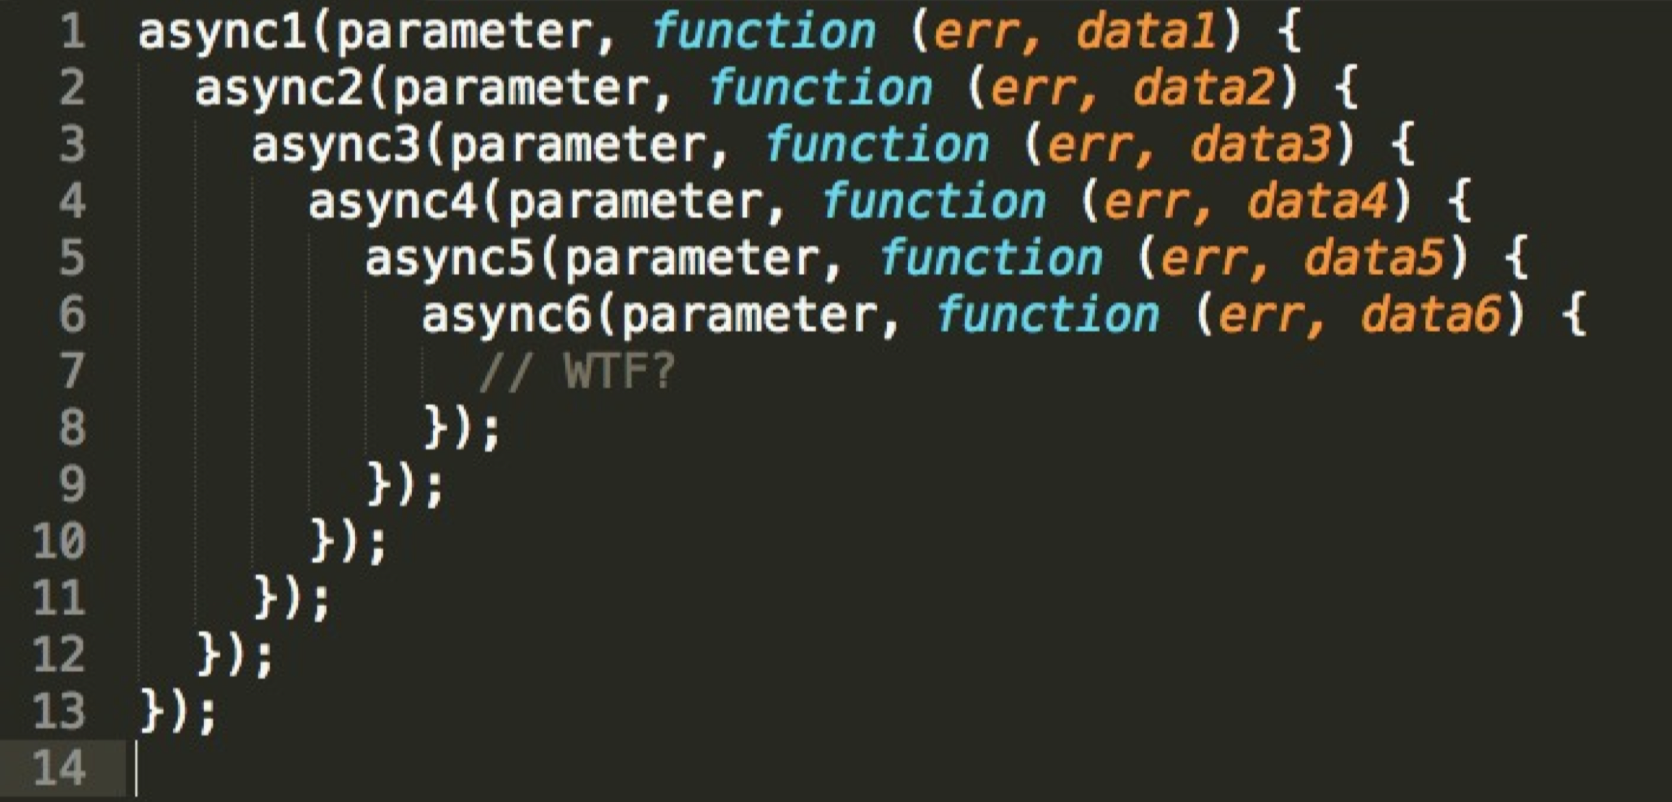 1 async1(parameter, function (err, data1) {
2   async2(parameter, function (err, data2) {
3     async3(parameter, function (err, data3) {
4       async4(parameter, function (err, data4) {
5         async5(parameter, function (err, data5) {
6           async6(parameter, function (err, data6) {
7             // WTF?
8           });
9         });
10       });
11     });
12   });
13 });
14